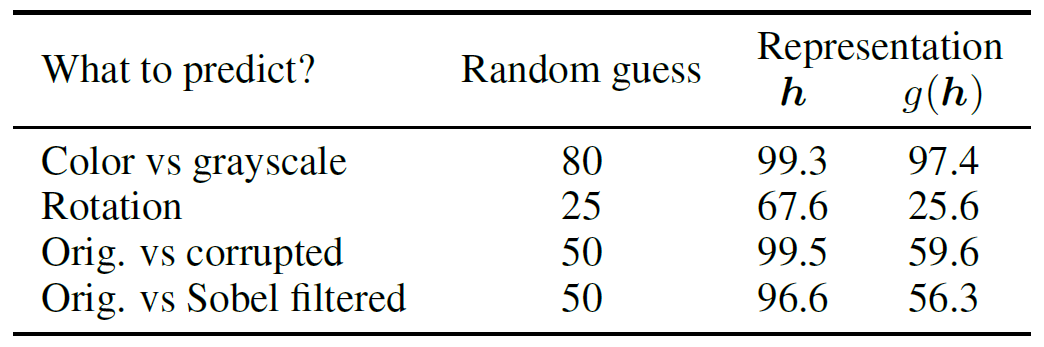 What to predict? Random guess Representation
h g(h)
Color vs grayscale 80 99.3 97.4
Rotation 25 67.6 25.6
Orig. vs corrupted 50 99.5 59.6
Orig. vs Sobel filtered 50 96.6 56.3